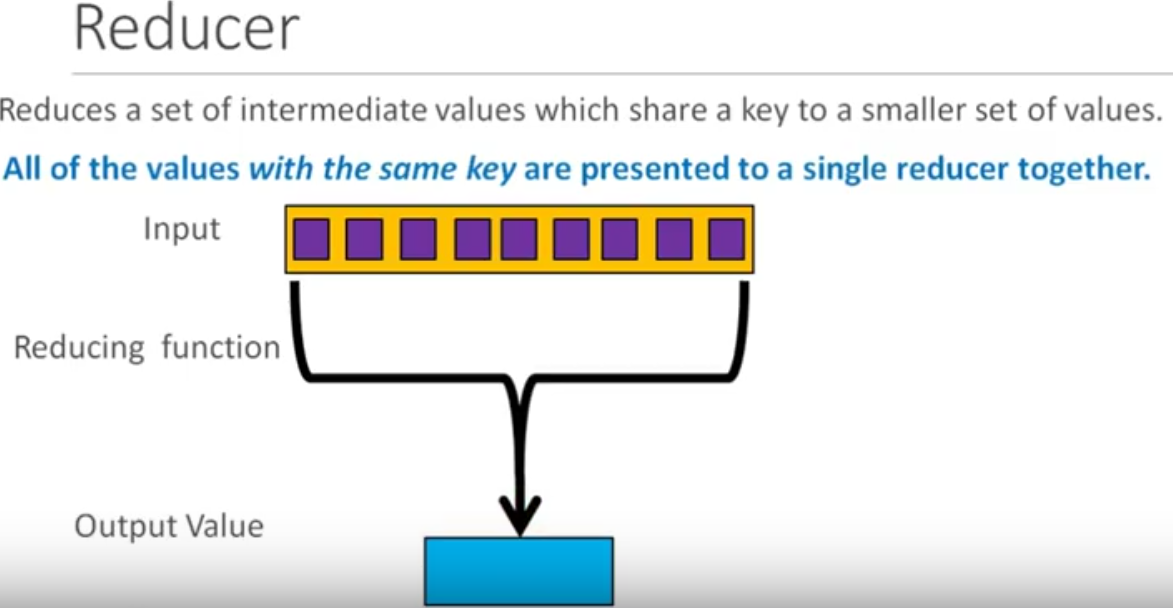 Reducer
Reduces a set of intermediate values which share a key to a smaller set of values.
All of the values with the same key are presented to a single reducer together.
Input
Reducing function
Output Value